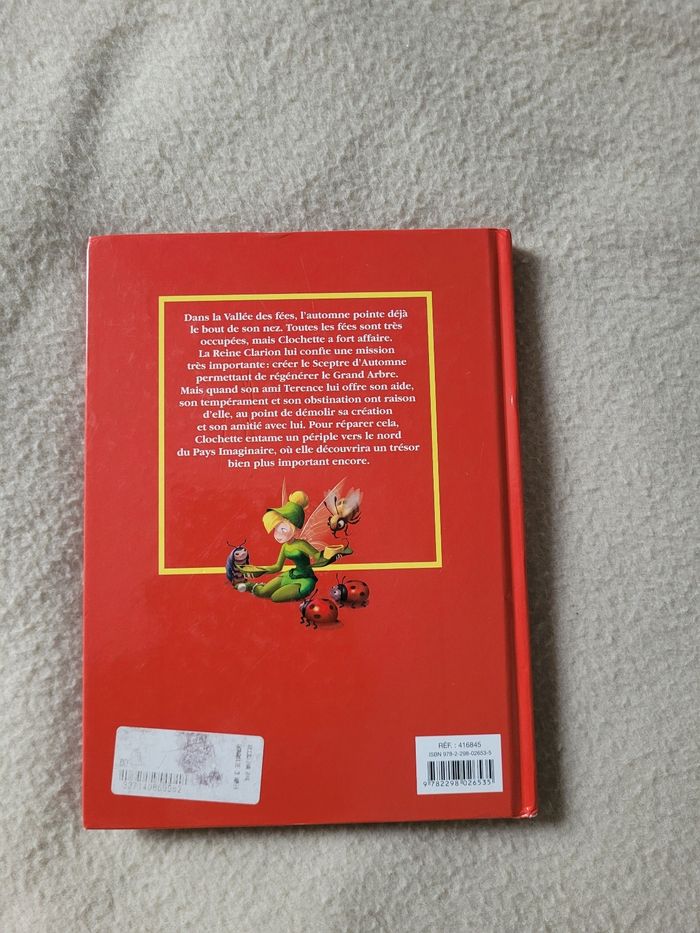 Dans la Vallée des fées, l'automne pointe déjà
le bout de son nez. Toutes les fées sont très
occupées, mais Clochette a fort affaire.
La Reine Clarion lui confie une mission
très importante : créer le Sceptre d'Automne
permettant de régénérer le Grand Arbre.
Mais quand son ami Terence lui offre son aide,
son tempérament et son obstination ont raison
d'elle, au point de démolir sa création
et son amitié avec lui. Pour réparer cela,
Clochette entame un périple vers le nord
du Pays Imaginaire, où elle découvrira un trésor
bien plus important encore.
RÉF. : 416845
ISBN 978-2-298-02653-5
9 782298 026535